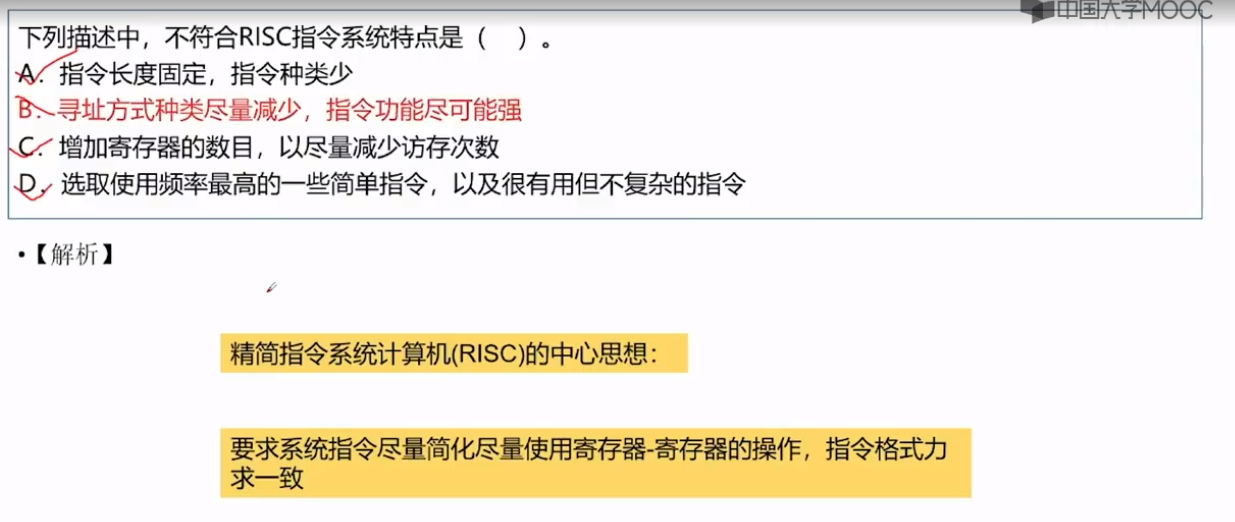 中国大学MOOC
下列描述中，不符合RISC指令系统特点是（ ）。
A. 指令长度固定，指令种类少
B. 寻址方式种类尽量减少，指令功能尽可能强
C. 增加寄存器的数目，以尽量减少访存次数
D. 选取使用频率最高的一些简单指令，以及很有用但不复杂的指令
•【解析】
精简指令系统计算机(RISC)的中心思想：
要求系统指令尽量简化尽量使用寄存器-寄存器的操作，指令格式力
求一致